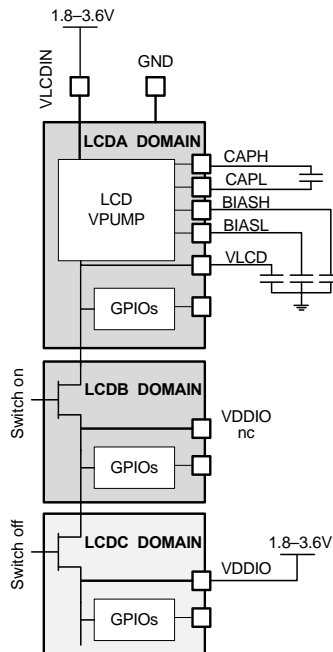 1.8–3.6V
VLCDIN
GND
LCDA DOMAIN
LCD
VPUMP
CAPH
CAPL
BIASH
BIASL
VLCD
GPIOs
Switch on
LCDB DOMAIN
VDDIO
nc
GPIOs
Switch off
LCDC DOMAIN
1.8–3.6V
VDDIO
GPIOs